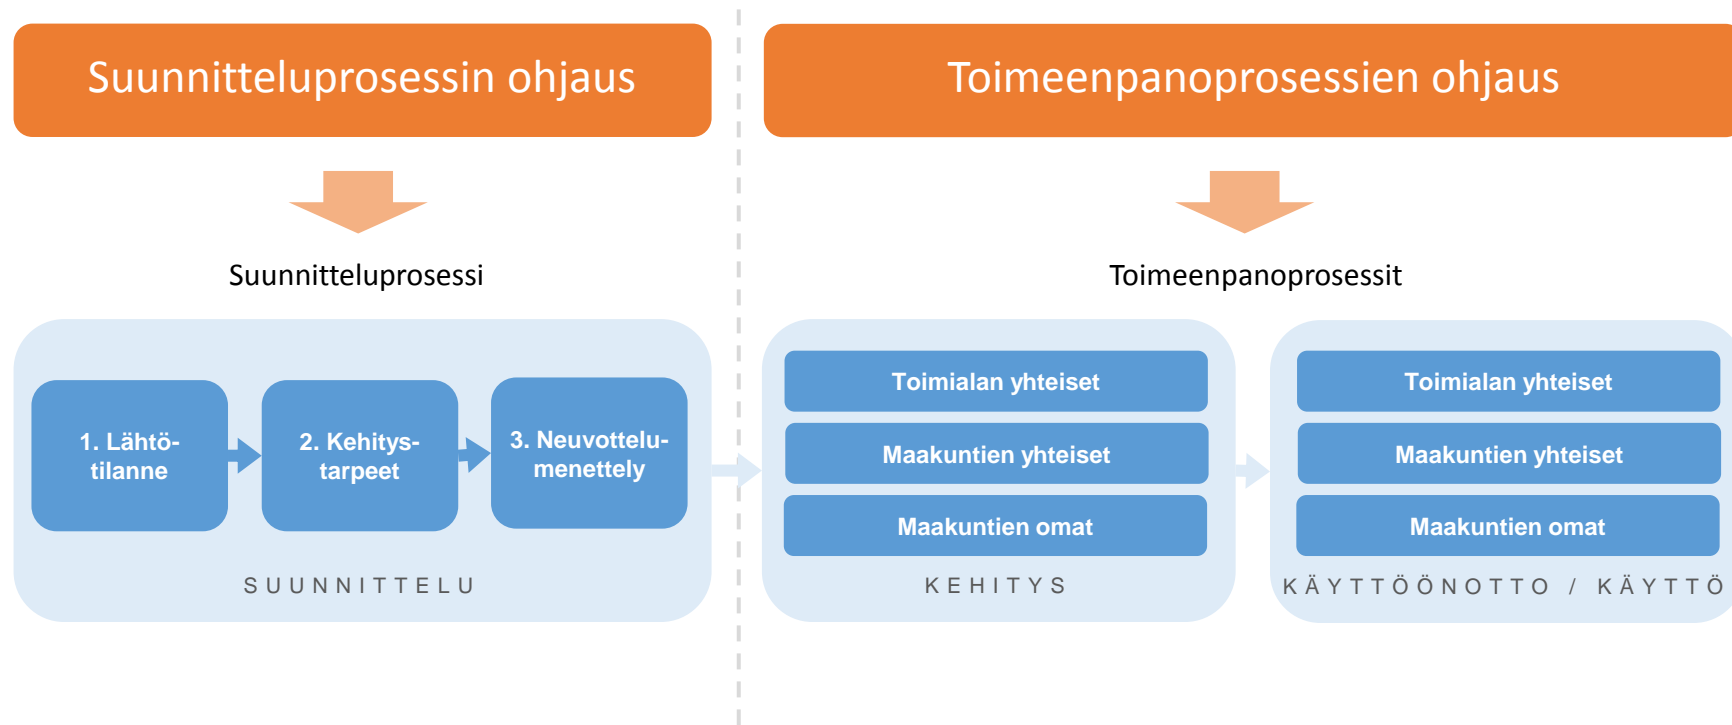 Suunnitteluprosessin ohjaus
Toimeenpanoprosessien ohjaus
Suunnitteluprosessi
Toimeenpanoprosessit
1. Lähtö-
tilanne
2. Kehitys-
tarpeet
3. Neuvottelu-
menettely
SUUNNITTELU
Toimialan yhteiset
Maakuntien yhteiset
Maakuntien omat
KEHITYS
Toimialan yhteiset
Maakuntien yhteiset
Maakuntien omat
KÄYTTÖÖNOTTO / KÄYTTÖ